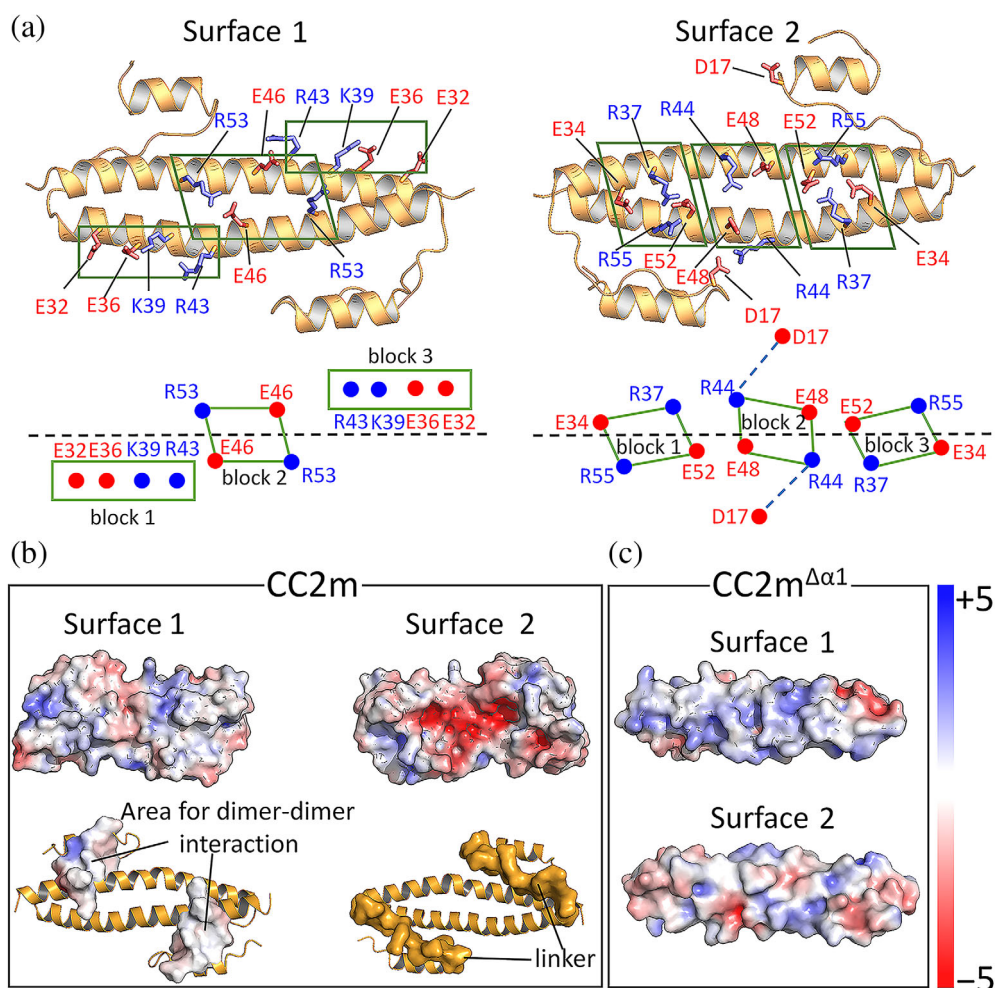 (a)
Surface 1
Surface 2
D17
E46 R43 K39 E36 E32
R53
R37 R44 E48 E52 R55
E34
E32 E36 K39 R43 E46 R53
R55 E52 E48 R44 R37 E34
D17
block 3
R43 K39 E36 E32
R53 E46
E46 R53
block 2
E32 E36 K39 R43
block 1
D17
R44 E48
R37 E52 R55
E34 block 1 block 2 block 3 E34
R55 E52 E48 R44 R37
D17
(b)
CC2m
Surface 1
Surface 2
Area for dimer-dimer
interaction
linker
(c)
CC2mΔα1
Surface 1
Surface 2
+5
−5